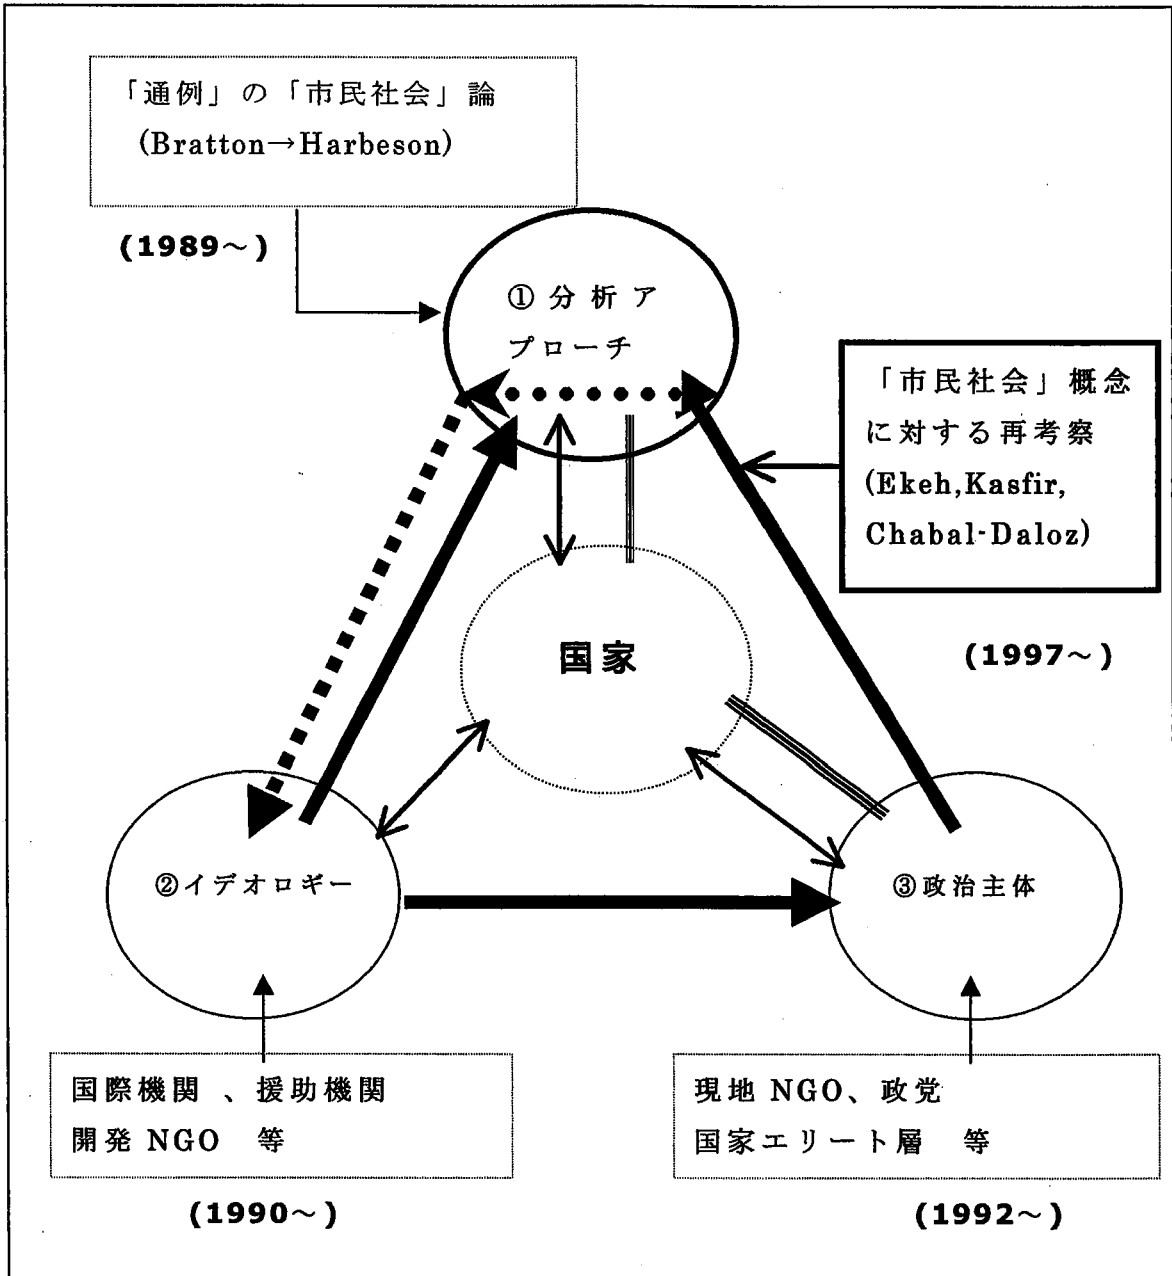 「通例」の「市民社会」論
(Bratton→Harbeson)
(1989～)
①分析ア
プローチ
「市民社会」概念
に対する再考察
(Ekeh,Kasfir,
Chabal-Daloz)
(1997～)
国家
②イデオロギー
③政治主体
国際機関 、援助機関
開発 NGO 等
(1990～)
現地 NGO、政党
国家エリート層 等
(1992～)